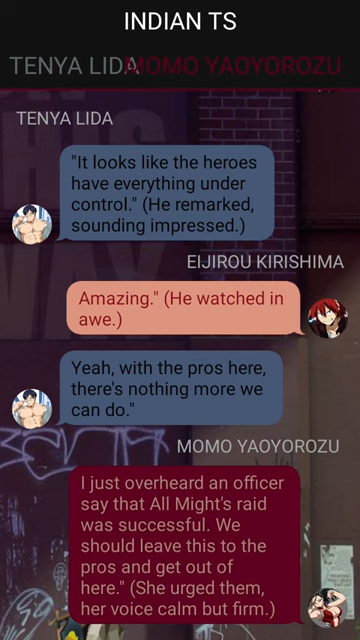 INDIAN TS
TENYA LIDA
MOMO YAOYOROZU
TENYA LIDA
"It looks like the heroes
have everything under
control." (He remarked,
sounding impressed.)
EIJIROU KIRISHIMA
Amazing." (He watched in
awe.)
Yeah, with the pros here,
there's nothing more we
can do."
MOMO YAOYOROZU
I just overheard an officer
say that All Might's raid
was successful. We
should leave this to the
pros and get out of
here." (She urged them,
her voice calm but firm.)